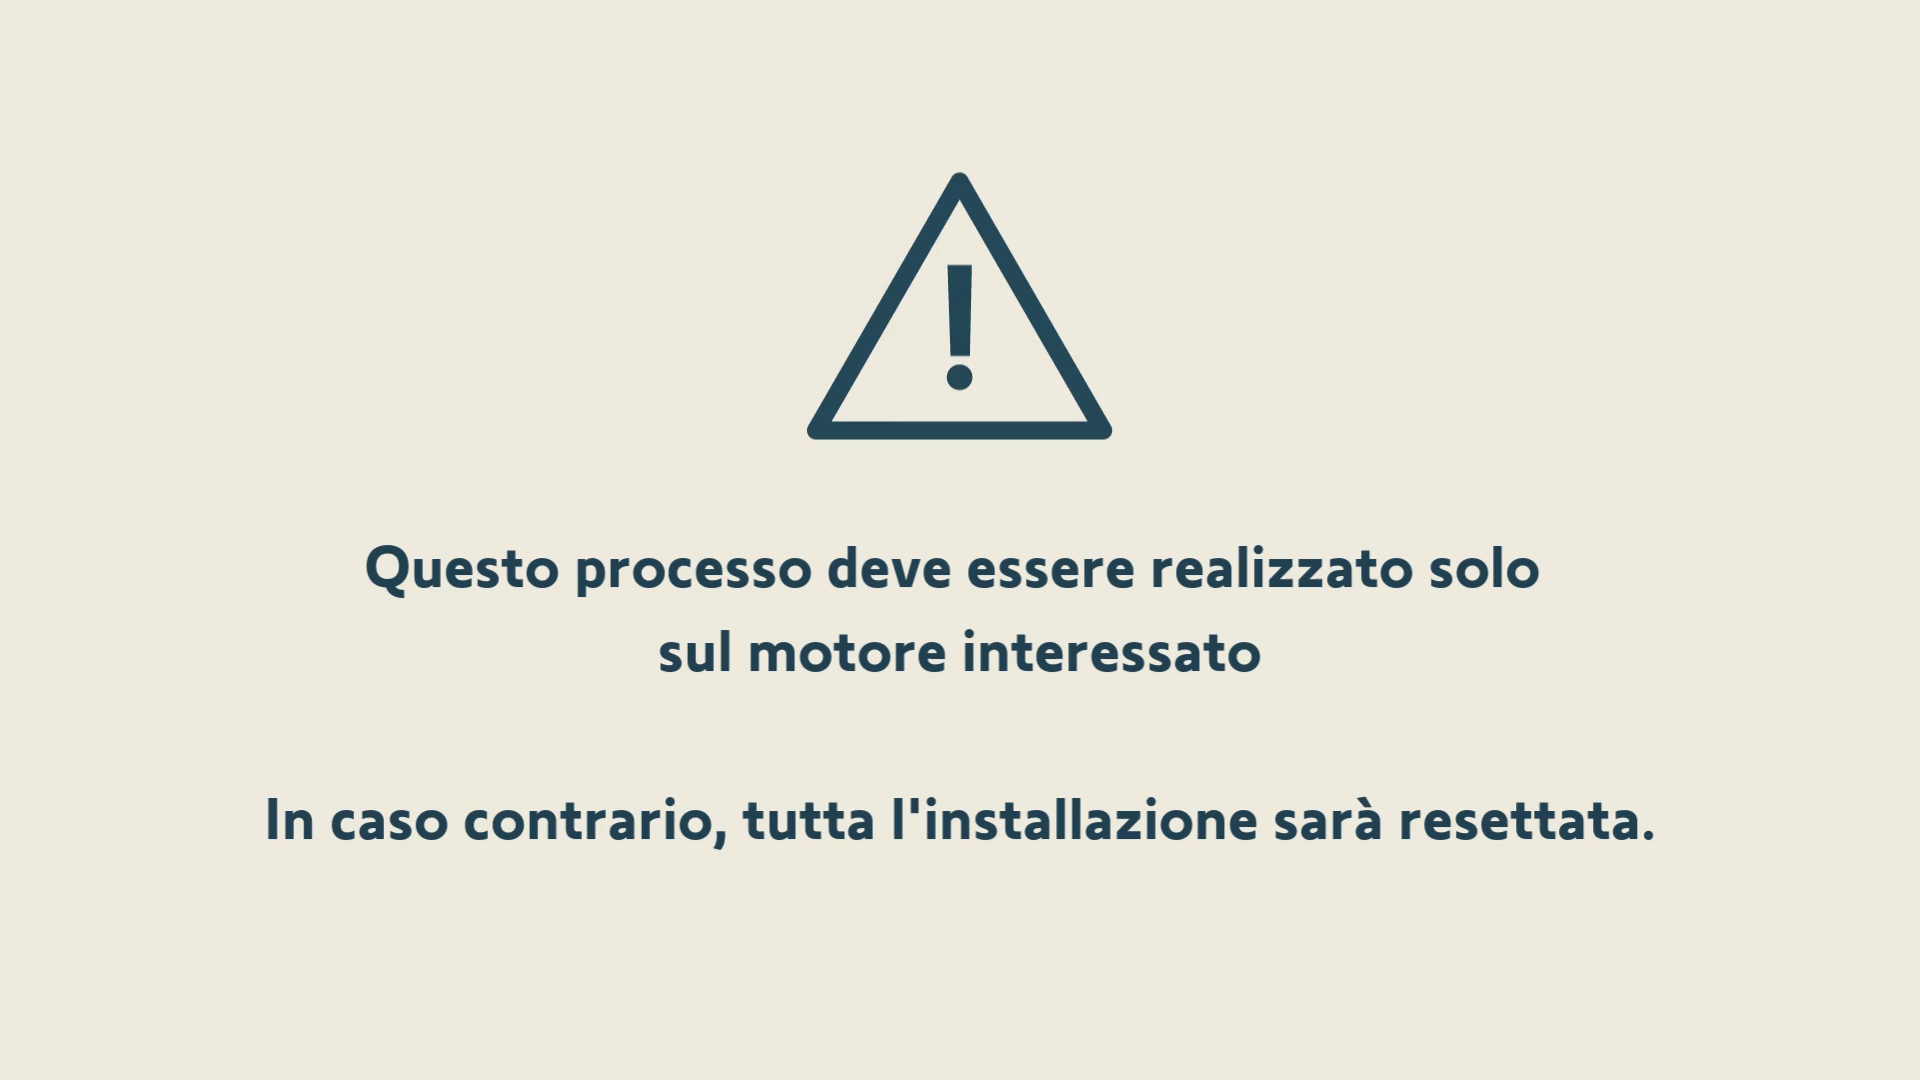 Questo processo deve essere realizzato solo
sul motore interessato
In caso contrario, tutta l'installazione sarà resettata.